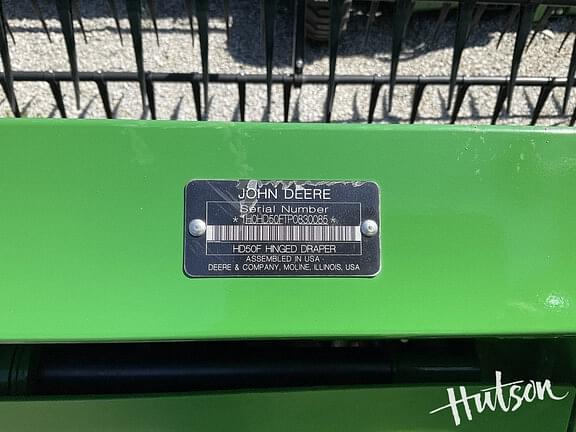 JOHN DEERE
Serial Number
*1H0HD50FTP0830085*
HD50F HINGED DRAPER
ASSEMBLED IN USA
DEERE & COMPANY, MOLINE, ILLINOIS, USA
Hutson